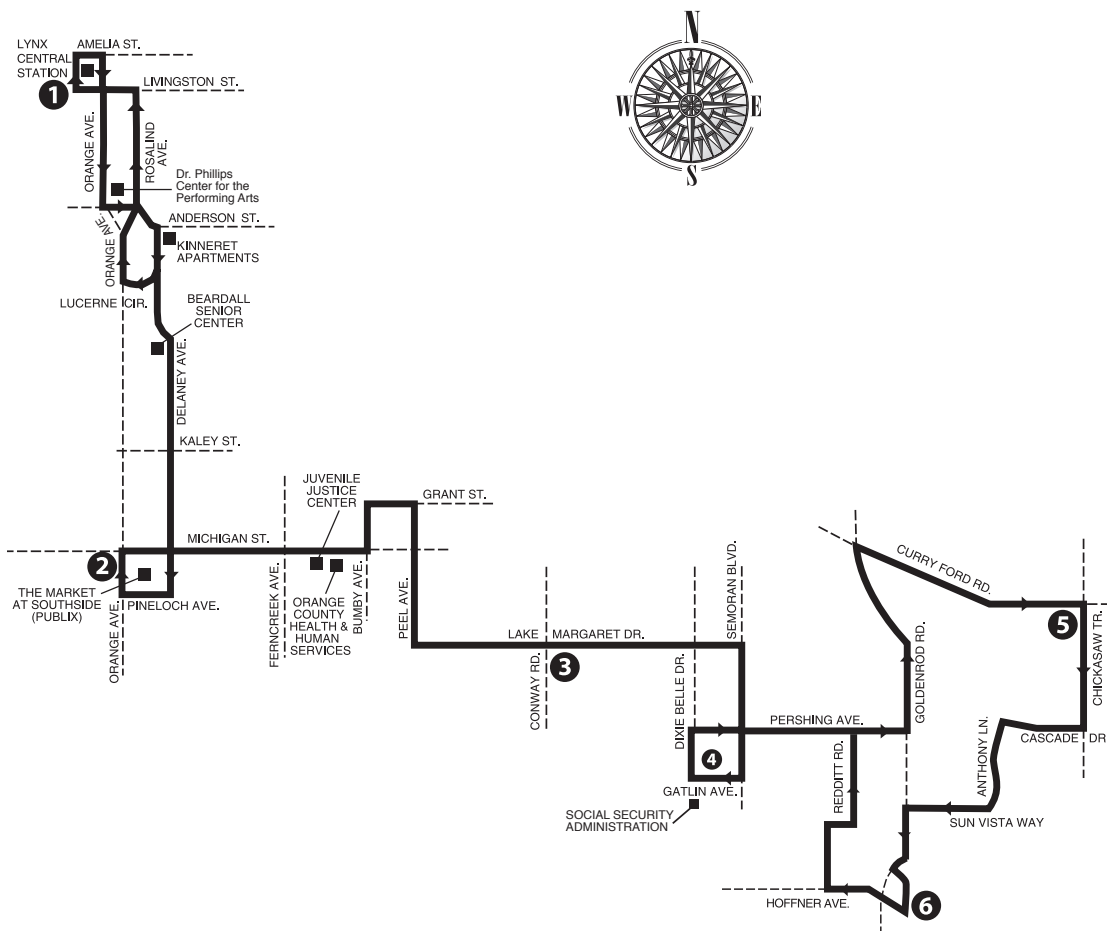 N
W
E
S
LYNX
CENTRAL
STATION
AMELIA ST.
1
LIVINGSTON ST.
ORANGE AVE.
ROSALIND
AVE.
Dr. Phillips
Center for the
Performing Arts
ANDERSON ST.
ORANGE AVE.
KINNERET
APARTMENTS
LUCERNE CIR.
BEARDALL
SENIOR
CENTER
DELANEY AVE.
KALEY ST.
JUVENILE
JUSTICE
CENTER
GRANT ST.
MICHIGAN ST.
2
THE MARKET
AT SOUTHSIDE
(PUBLIX)
PINELOCH AVE.
ORANGE AVE.
FERNCREEK AVE.
ORANGE
COUNTY
HEALTH &
HUMAN
SERVICES
BUMBY AVE.
PEEL AVE.
LAKE MARGARET DR.
CONWAY RD.
3
DIXIE BELLE DR.
SEMORAN BLVD.
4
GATLIN AVE.
SOCIAL SECURITY
ADMINISTRATION
PERSHING AVE.
REDDITT RD.
GOLDENROD RD.
CURRY FORD RD.
5
CHICKASAW TR.
CASCADE DR
ANTHONY LN.
SUN VISTA WAY
HOFFNER AVE.
6